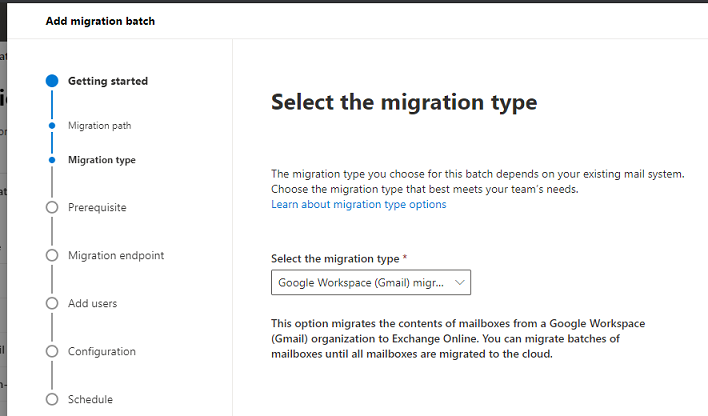 Add migration batch
Getting started
Migration path
Migration type
Prerequisite
Migration endpoint
Add users
Configuration
Schedule
Select the migration type
The migration type you choose for this batch depends on your existing mail system.
Choose the migration type that best meets your team's needs.
Learn about migration type options
Select the migration type *
Google Workspace (Gmail) migr...
This option migrates the contents of mailboxes from a Google Workspace
(Gmail) organization to Exchange Online. You can migrate batches of
mailboxes until all mailboxes are migrated to the cloud.